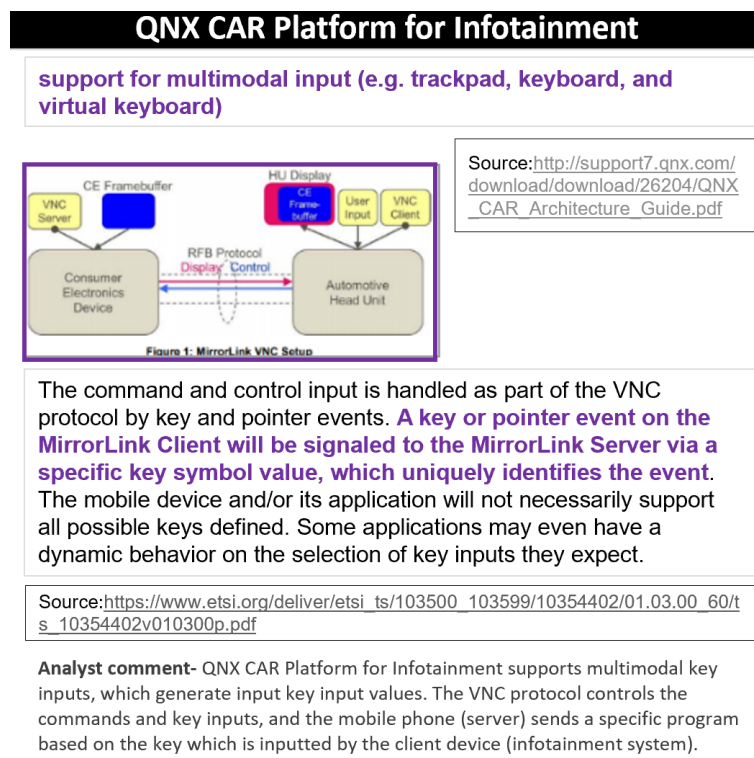 QNX CAR Platform for Infotainment
support for multimodal input (e.g. trackpad, keyboard, and
virtual keyboard)
Source:http://support7.qnx.com/
download/download/26204/QNX
_CAR_Architecture_Guide.pdf
CE Framebuffer
VNC
Server
HU Display
CE
Frame-
buffer
User
Input
VNC
Client
RFB Protocol
Display Control
Consumer
Electronics
Device
Automotive
Head Unit
Figure 1: MirrorLink VNC Setup
The command and control input is handled as part of the VNC
protocol by key and pointer events. A key or pointer event on the
MirrorLink Client will be signaled to the MirrorLink Server via a
specific key symbol value, which uniquely identifies the event.
The mobile device and/or its application will not necessarily support
all possible keys defined. Some applications may even have a
dynamic behavior on the selection of key inputs they expect.
Source:https://www.etsi.org/deliver/etsi_ts/103500_103599/10354402/01.03.00_60/t
s_10354402v010300p.pdf
Analyst comment- QNX CAR Platform for Infotainment supports multimodal key
inputs, which generate input key input values. The VNC protocol controls the
commands and key inputs, and the mobile phone (server) sends a specific program
based on the key which is inputted by the client device (infotainment system).